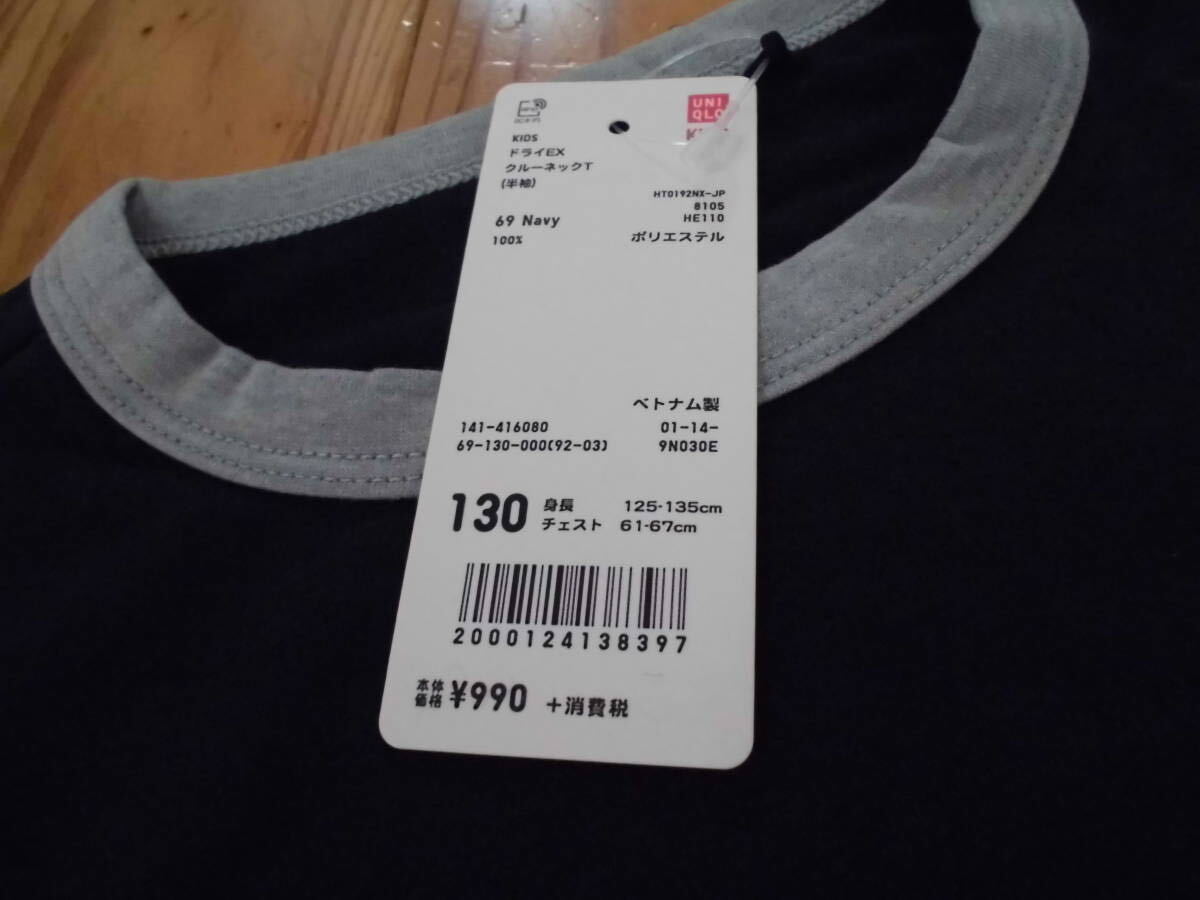 UNI
QLO
KIDS
ドライEX
クルーネックT
(半袖)
HT0192NX-JP
8105
HE110
69 Navy
100% ポリエステル
ベトナム製
141-416080 01-14-
69-130-000(92-03) 9N030E
130 身長 125-135cm
チェスト 61-67cm
2000124138397
本体
価格 ¥990 +消費税